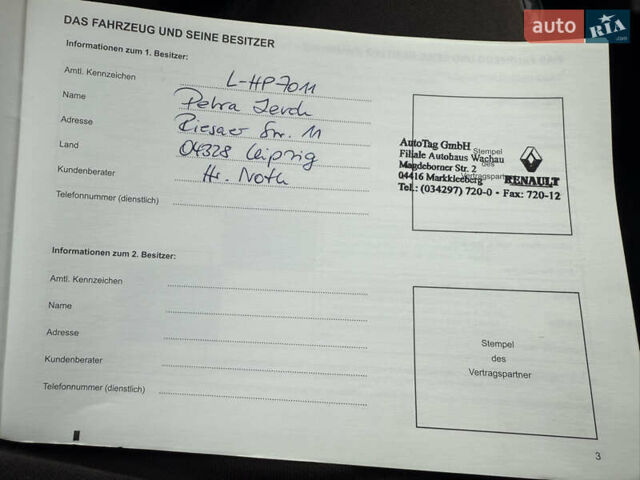 auto RIA .com
DAS FAHRZEUG UND SEINE BESITZER
Informationen zum 1. Besitzer:
Amtl. Kennzeichen L-HP 7011
Name Petra
Adresse Riesaer Str. 11
Land 04328 Leipzig
Kundenberater Hr. Noth
Telefonnummer (dienstlich)
Stempel
des
Vertragspartners
AutoTag GmbH
Filiale Autohaus Wachau
Magdeborner Str. 2
04416 Markkleeberg
Tel.: (034297) 720-0 • Fax: 720-12
RENAULT
Informationen zum 2. Besitzer:
Amtl. Kennzeichen
Name
Adresse
Kundenberater
Telefonnummer (dienstlich)
Stempel
des
Vertragspartner
3